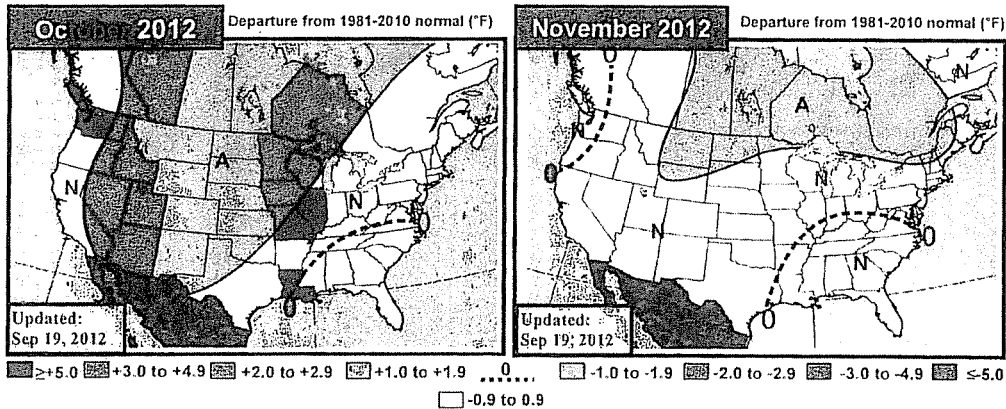 2012
Departure from 1981-2010 normal (°F)
November 2012
Departure from 1981-2010 normal (°F)
0
N
A
N
A
N
N
0
N
0
N
N
0
N
0
0
0
Updated:
Sep 19, 2012
Updated:
Sep 19, 2012
≥+5.0
+3.0 to +4.9
+2.0 to +2.9
+1.0 to +1.9
0
-1.0 to -1.9
-2.0 to -2.9
-3.0 to -4.9
≤-5.0
-0.9 to 0.9